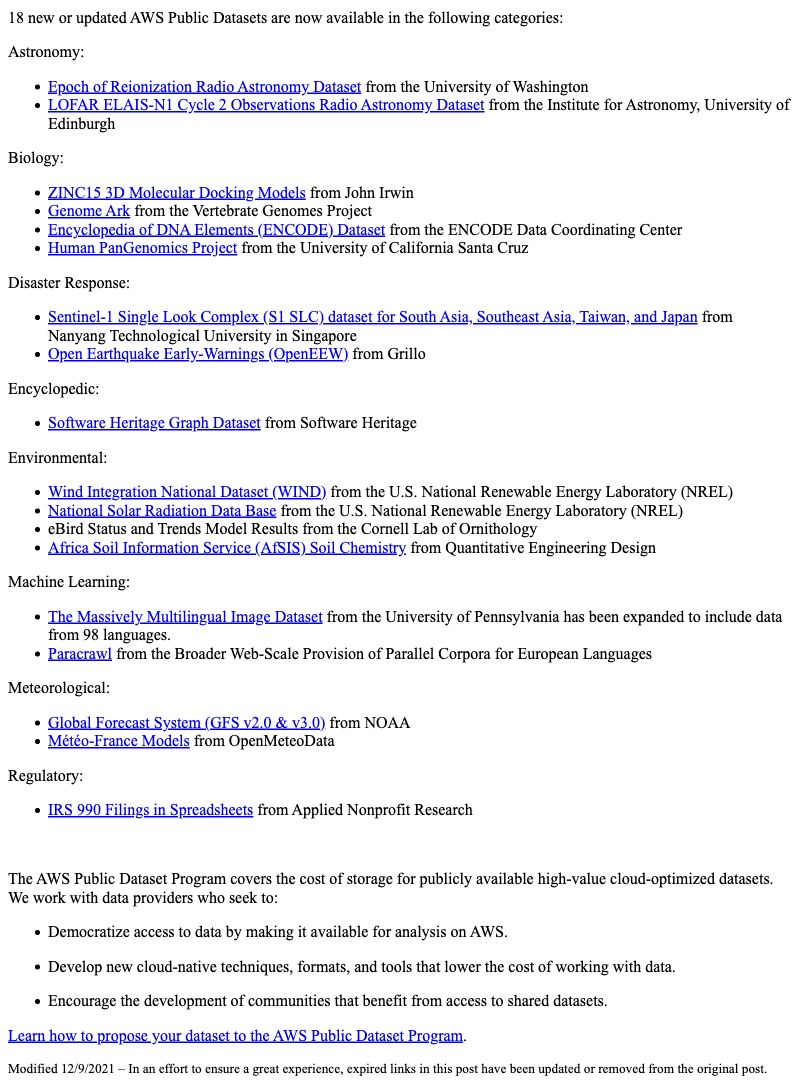 18 new or updated AWS Public Datasets are now available in the following categories:
Astronomy:
• Epoch of Reionization Radio Astronomy Dataset from the University of Washington
• LOFAR ELAIS-N1 Cycle 2 Observations Radio Astronomy Dataset from the Institute for Astronomy, University of
Edinburgh
Biology:
• ZINC15 3D Molecular Docking Models from John Irwin
• Genome Ark from the Vertebrate Genomes Project
• Encyclopedia of DNA Elements (ENCODE) Dataset from the ENCODE Data Coordinating Center
• Human PanGenomics Project from the University of California Santa Cruz
Disaster Response:
• Sentinel-1 Single Look Complex (S1 SLC) dataset for South Asia, Southeast Asia, Taiwan, and Japan from
Nanyang Technological University in Singapore
• Open Earthquake Early-Warnings (OpenEEW) from Grillo
Encyclopedic:
• Software Heritage Graph Dataset from Software Heritage
Environmental:
• Wind Integration National Dataset (WIND) from the U.S. National Renewable Energy Laboratory (NREL)
• National Solar Radiation Data Base from the U.S. National Renewable Energy Laboratory (NREL)
• eBird Status and Trends Model Results from the Cornell Lab of Ornithology
• Africa Soil Information Service (AfSIS) Soil Chemistry from Quantitative Engineering Design
Machine Learning:
• The Massively Multilingual Image Dataset from the University of Pennsylvania has been expanded to include data
from 98 languages.
• Paracrawl from the Broader Web-Scale Provision of Parallel Corpora for European Languages
Meteorological:
• Global Forecast System (GFS v2.0 & v3.0) from NOAA
• Météo-France Models from OpenMeteoData
Regulatory:
• IRS 990 Filings in Spreadsheets from Applied Nonprofit Research
The AWS Public Dataset Program covers the cost of storage for publicly available high-value cloud-optimized datasets.
We work with data providers who seek to:
• Democratize access to data by making it available for analysis on AWS.
• Develop new cloud-native techniques, formats, and tools that lower the cost of working with data.
• Encourage the development of communities that benefit from access to shared datasets.
Learn how to propose your dataset to the AWS Public Dataset Program.
Modified 12/9/2021 – In an effort to ensure a great experience, expired links in this post have been updated or removed from the original post.